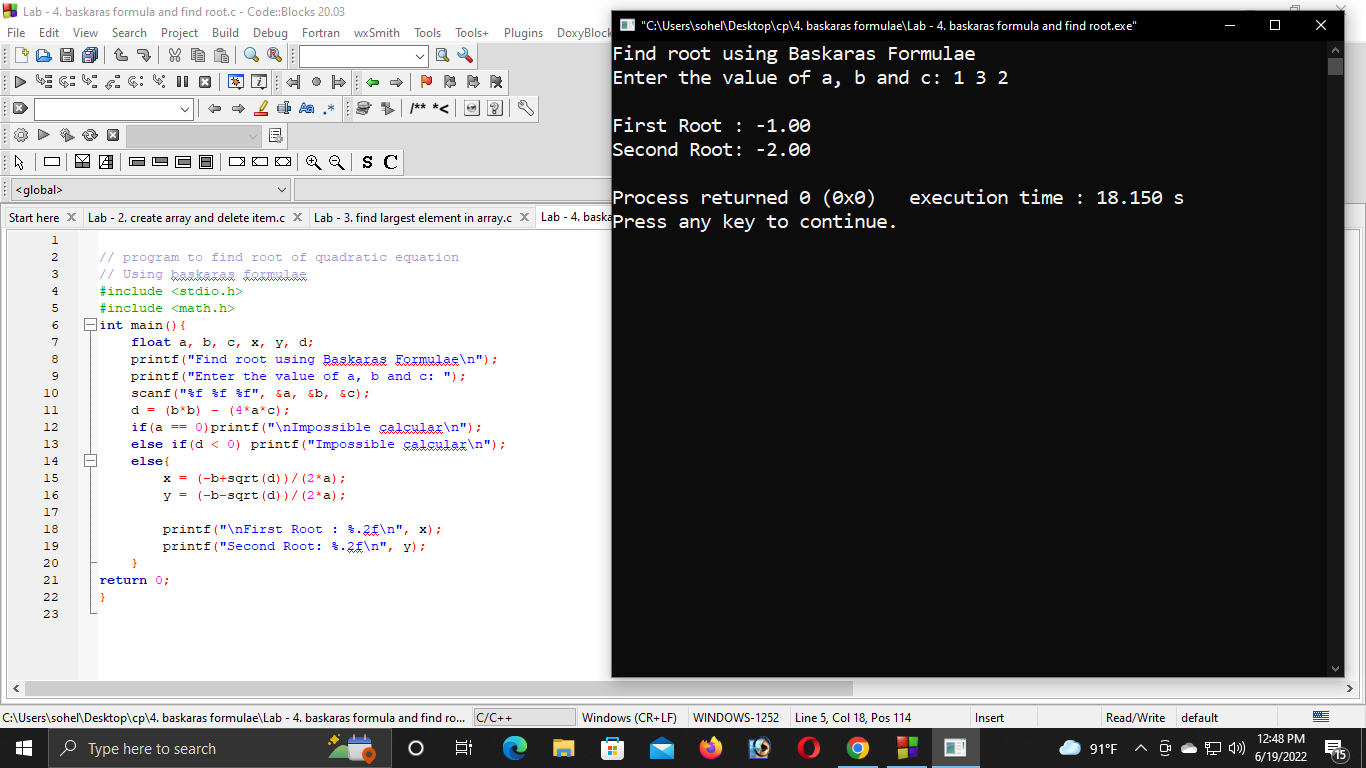 Lab - 4. baskaras formula and find root.c - Code::Blocks 20.03
File Edit View Search Project Build Debug Fortran wxSmith Tools Tools+ Plugins DoxyBlock
/** *<
S C
<global>
Start here Lab - 2. create array and delete item.c Lab - 3. find largest element in array.c Lab - 4. baska
1
2 // program to find root of quadratic equation
3 // Using baskaras formulae
4 #include <stdio.h>
5 #include <math.h>
6 int main(){
7 float a, b, c, x, y, d;
8 printf("Find root using Baskaras Formulae\n");
9 printf("Enter the value of a, b and c: ");
10 scanf("%f %f %f", &a, &b, &c);
11 d = (b*b) - (4*a*c);
12 if(a == 0)printf("\nImpossible calcular\n");
13 else if(d < 0) printf("Impossible calcular\n");
14 else{
15 x = (-b+sqrt(d))/(2*a);
16 y = (-b-sqrt(d))/(2*a);
17
18 printf("\nFirst Root : %.2f\n", x);
19 printf("Second Root: %.2f\n", y);
20 }
21 return 0;
22 }
23
"C:\Users\sohel\Desktop\cp\4. baskaras formulae\Lab - 4. baskaras formula and find root.exe"
Find root using Baskaras Formulae
Enter the value of a, b and c: 1 3 2
First Root : -1.00
Second Root: -2.00
Process returned 0 (0x0) execution time : 18.150 s
Press any key to continue.
C:\Users\sohel\Desktop\cp\4. baskaras formulae\Lab - 4. baskaras formula and find ro... C/C++ Windows (CR+LF) WINDOWS-1252 Line 5, Col 18, Pos 114 Insert Read/Write default
Type here to search
91°F
12:48 PM
6/19/2022
15